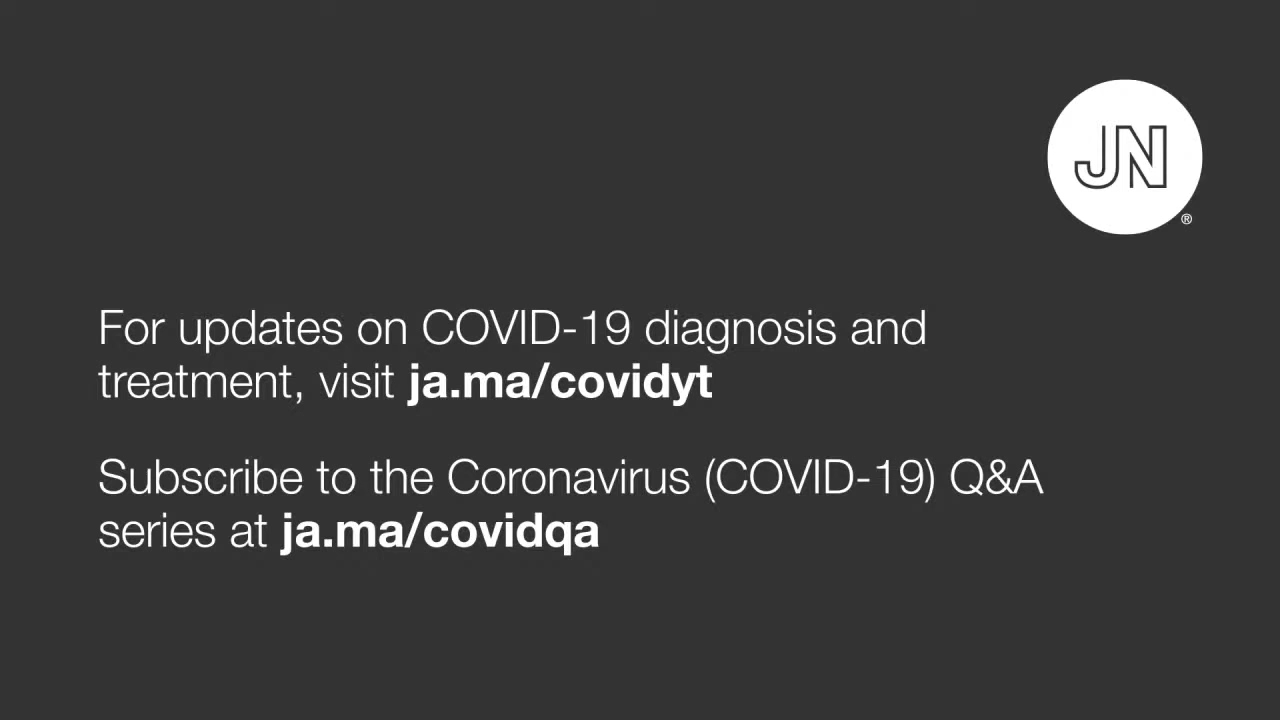 JN
®
For updates on COVID-19 diagnosis and
treatment, visit ja.ma/covidyt
Subscribe to the Coronavirus (COVID-19) Q&A
series at ja.ma/covidqa